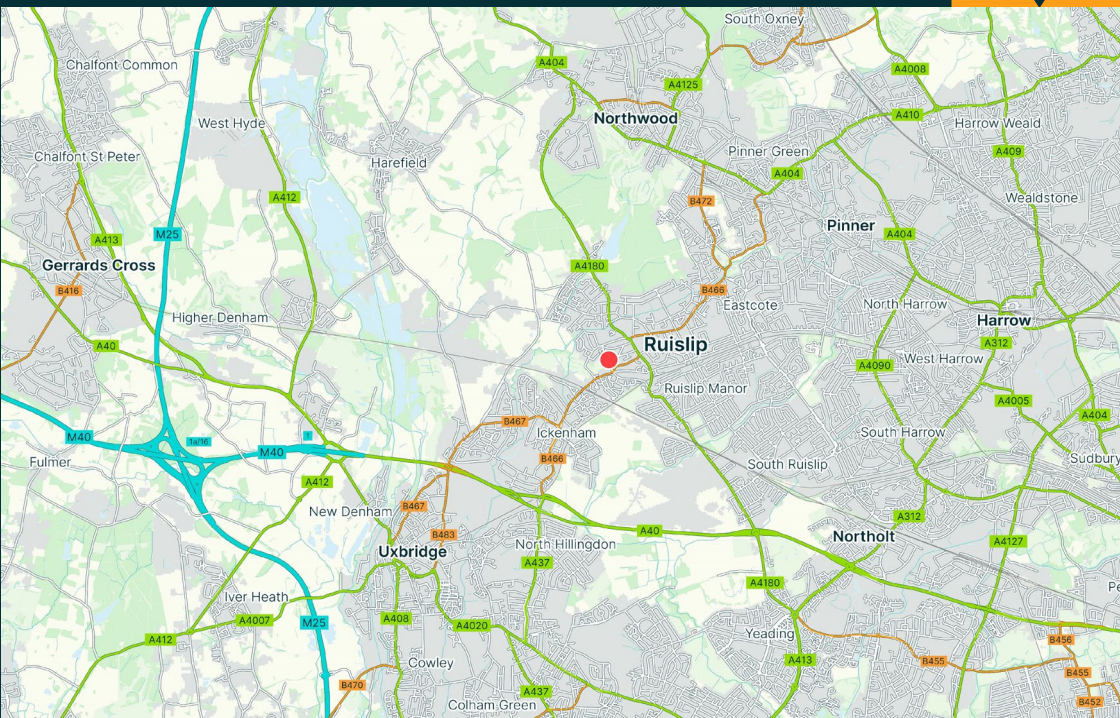 South Oxney
A404
Chalfont Common
A4008
A4125
A410
West Hyde
Northwood
Harrow Weald
Chalfont St Peter
Harefield
Pinner Green
A409
A404
A412
B472
Wealdstone
M25
A413
Pinner
A404
Gerrards Cross
A4180
B416
B466
Eastcote
North Harrow
Higher Denham
Harrow
A40
Ruislip
A312
A4090
West Harrow
Ruislip Manor
A4005
A404
B467
M40
1a/16
1
Ickenham
South Harrow
M40
Fulmer
B466
South Ruislip
Sudbury
A412
New Denham
B467
A312
B483
A40
Northolt
A4127
Uxbridge
North Hillingdon
A437
A4180
Iver Heath
A4007
A408
M25
A4020
Yeading
A412
B456
Cowley
A413
B455
B455
B470
A437
Colham Green
B452